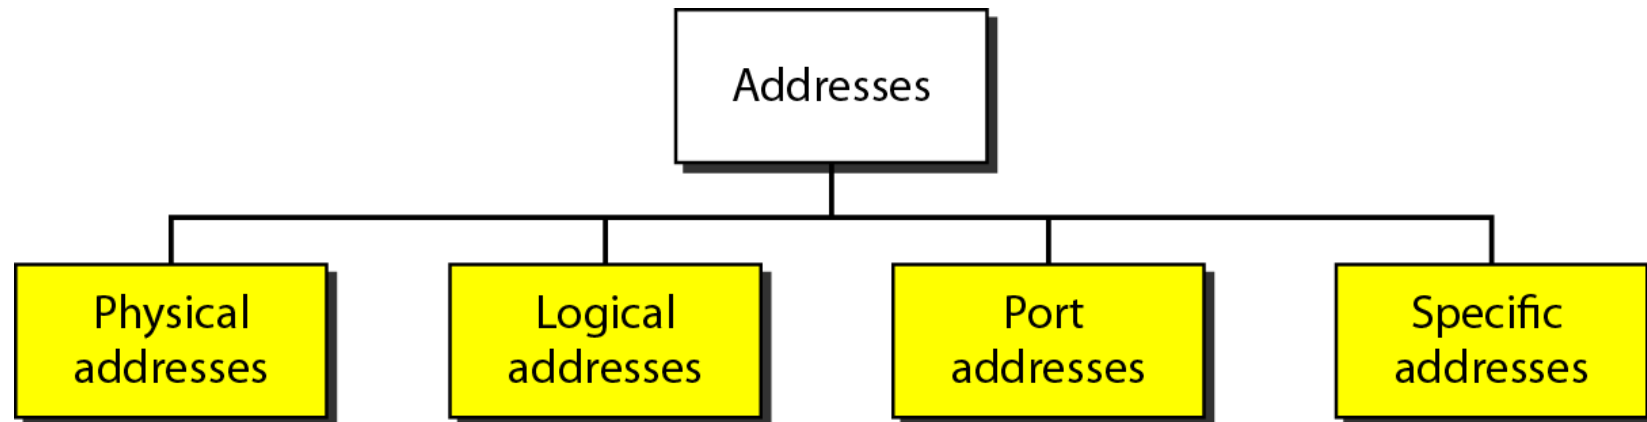 Addresses
Physical
addresses
Logical
addresses
Port
addresses
Specific
addresses